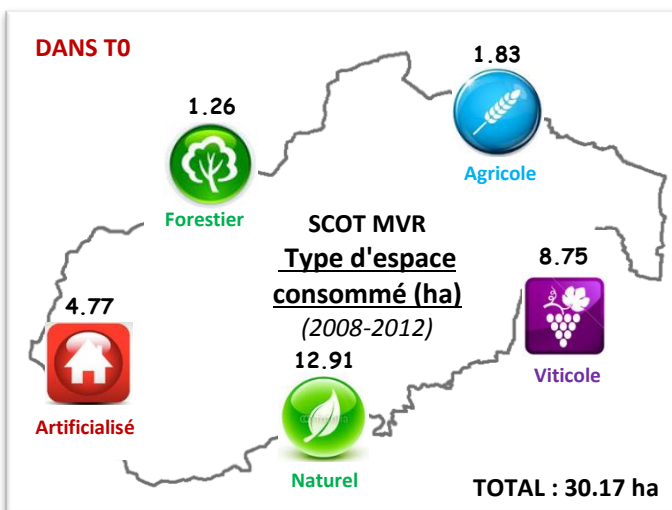 DANS T0
1.83
1.26
Agricole
Forestier
SCOT MVR
Type d'espace
consommé (ha)
(2008-2012)
8.75
4.77
12.91
Viticole
Artificialisé
Naturel
TOTAL : 30.17 ha